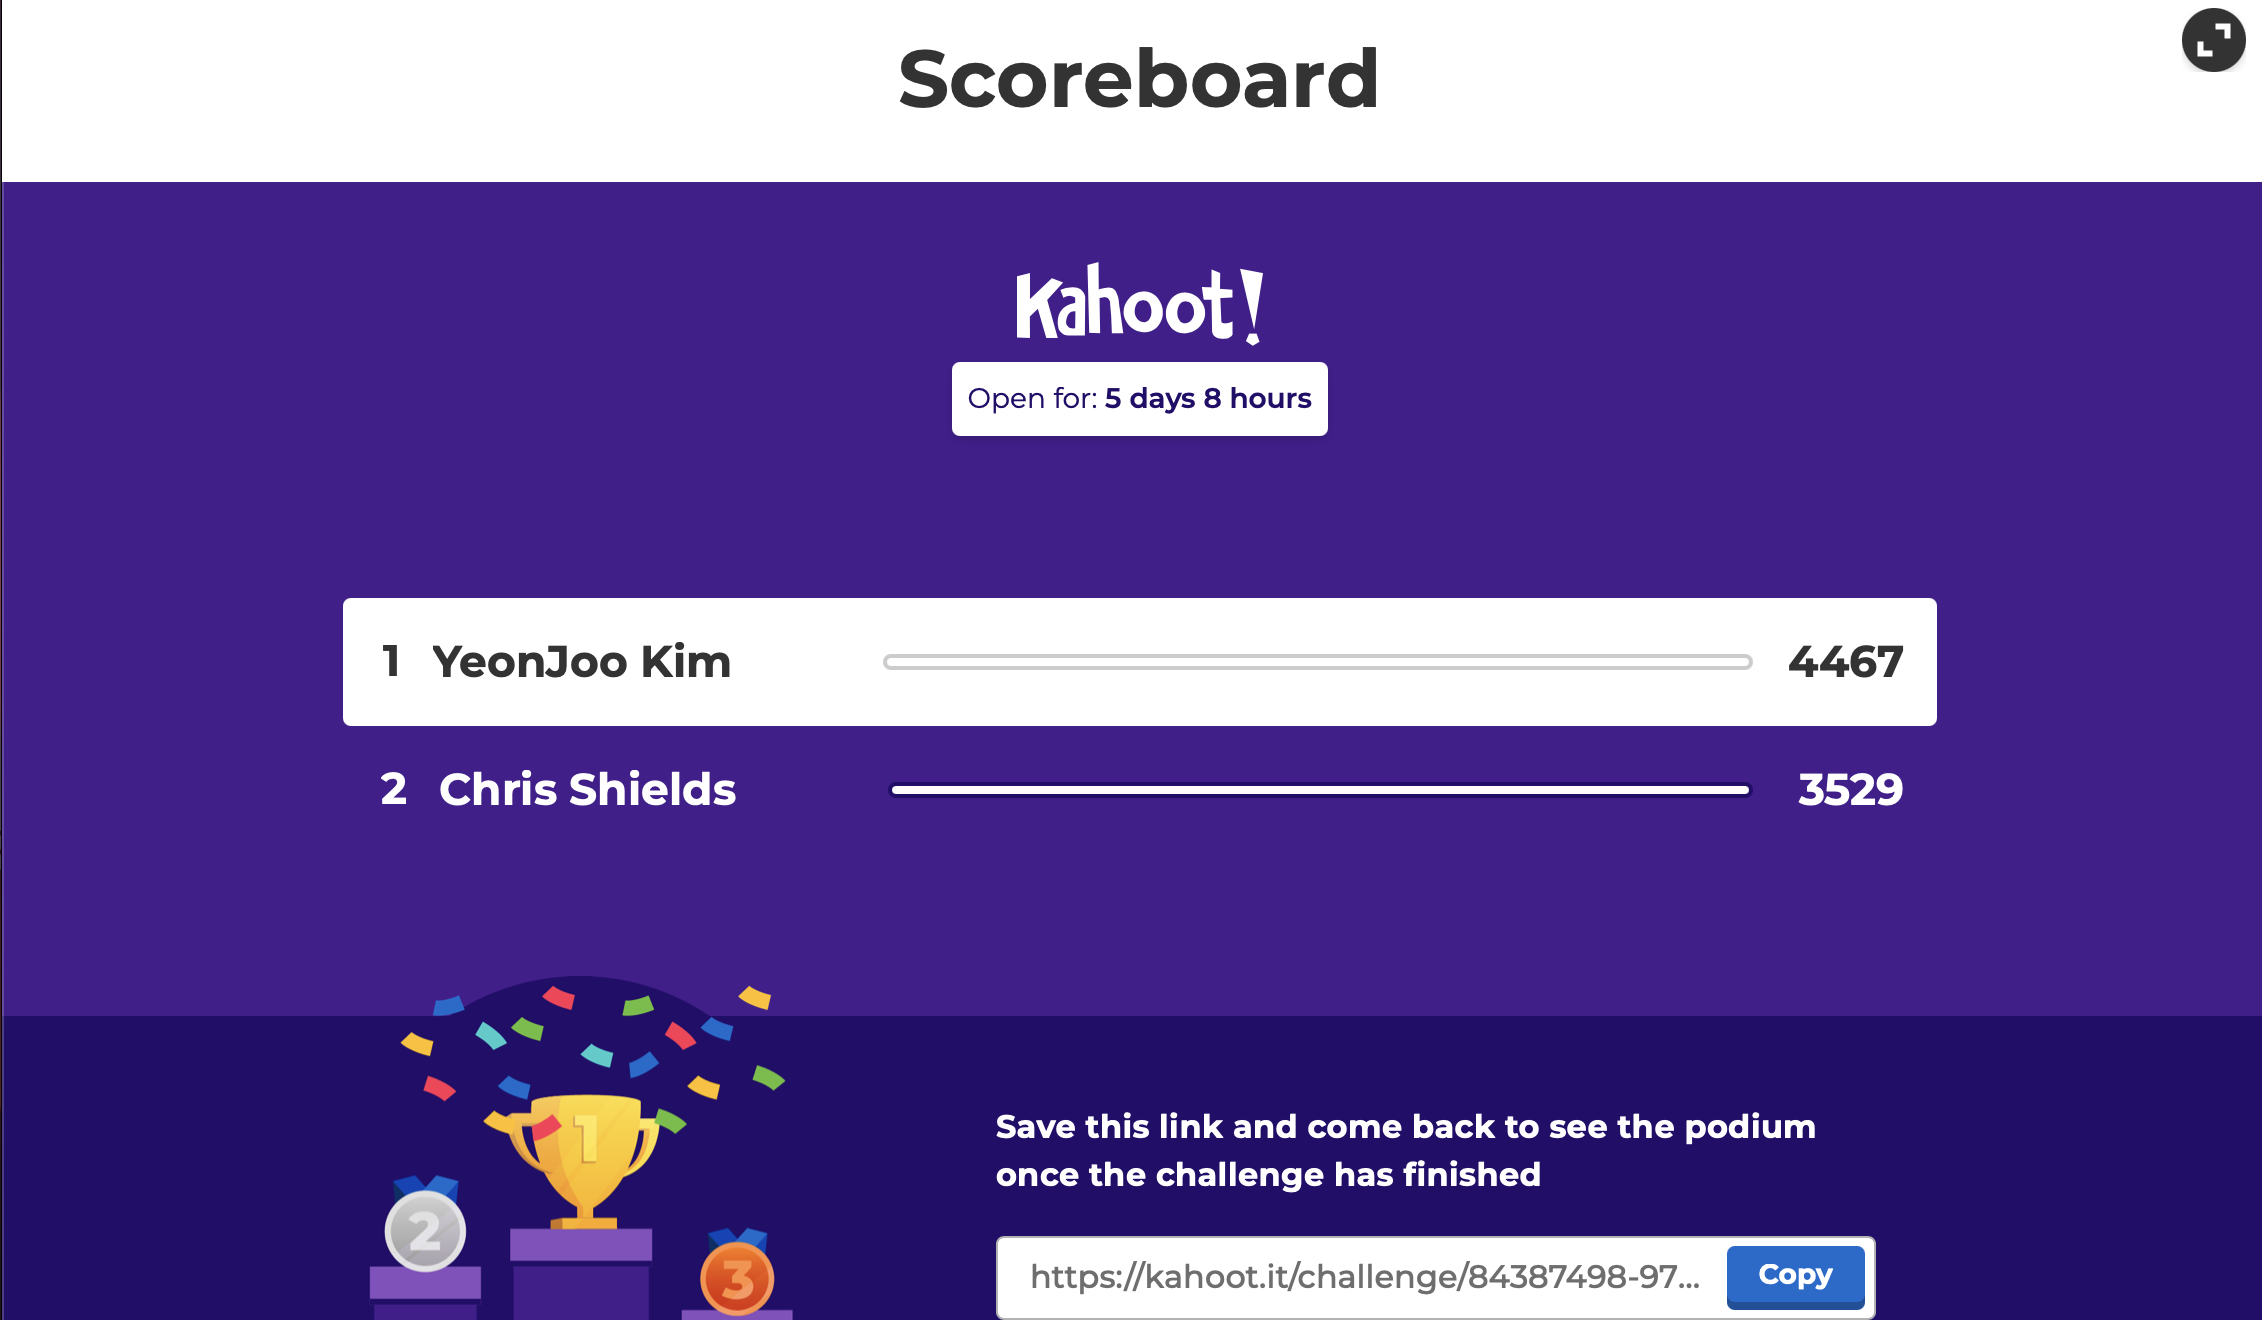 Scoreboard
Kahoot!
Open for: 5 days 8 hours
1 YeonJoo Kim 4467
2 Chris Shields 3529
1
2
3
Save this link and come back to see the podium
once the challenge has finished
https://kahoot.it/challenge/84387498-97...
Copy